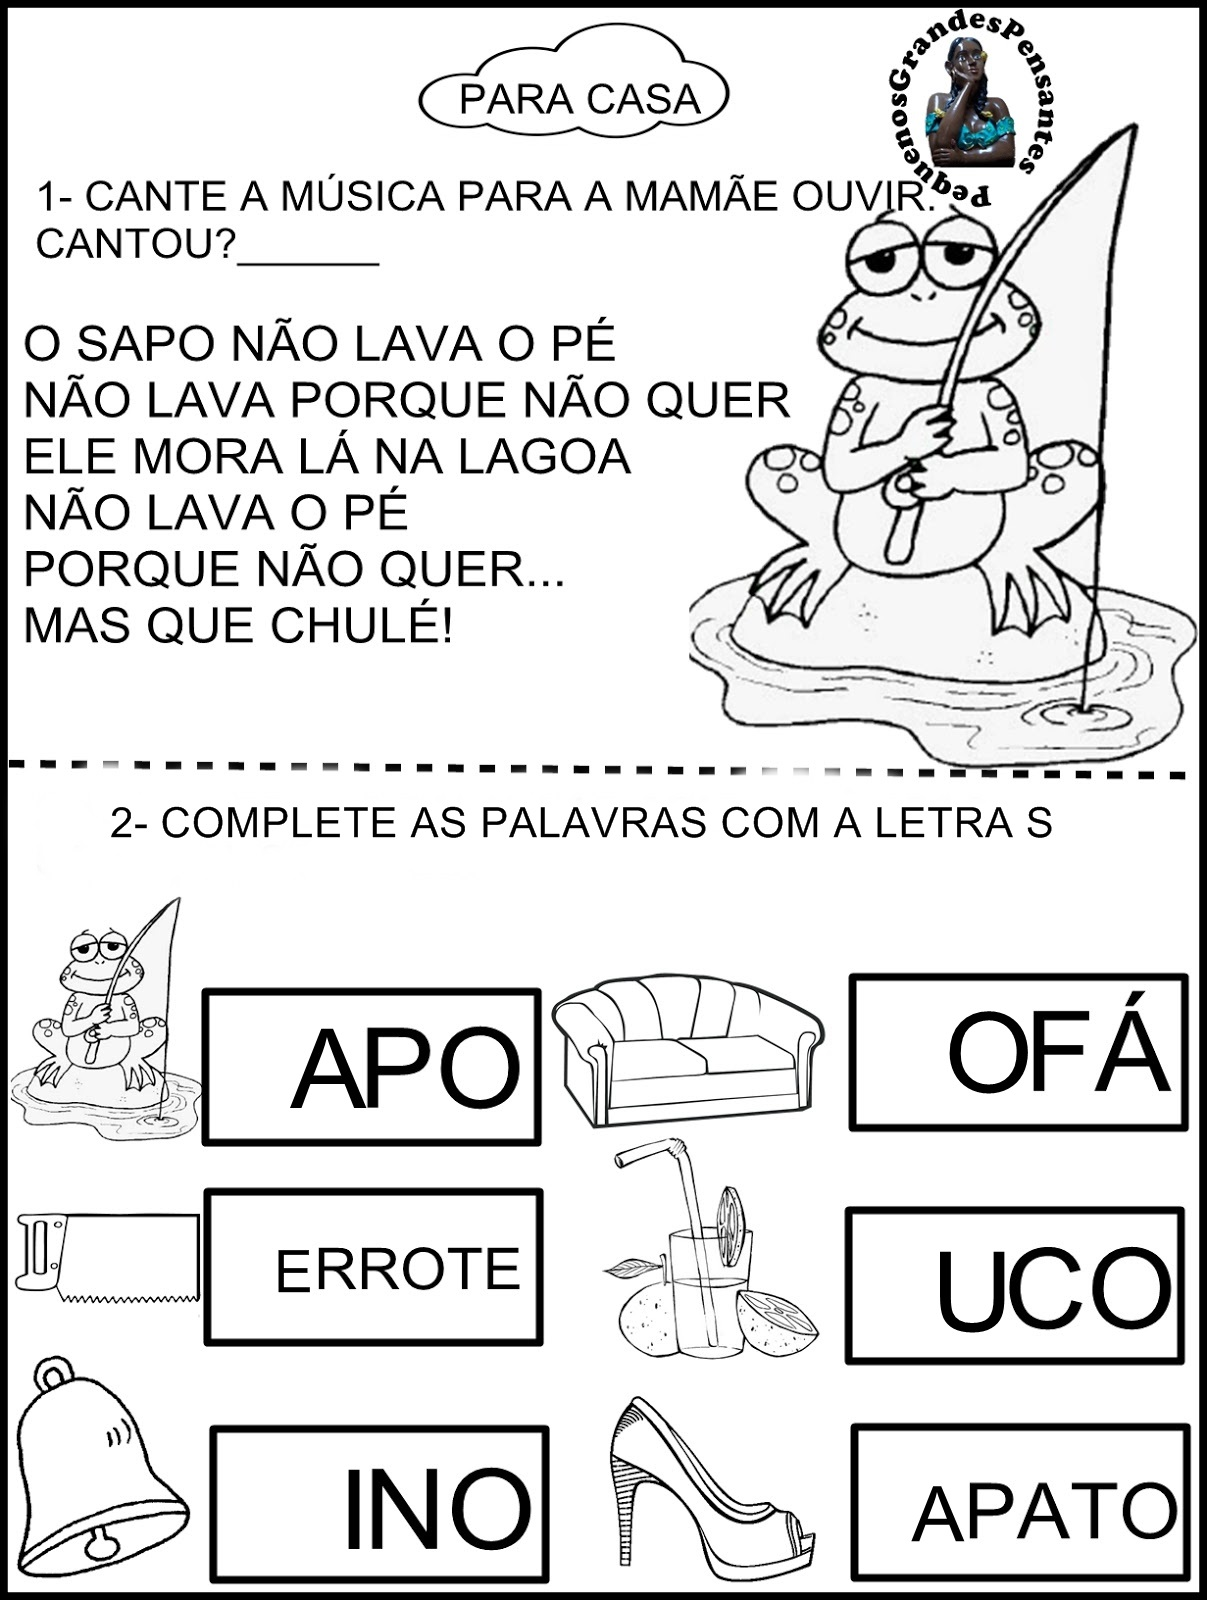 PequenosGrandesPensantes
PARA CASA
1- CANTE A MÚSICA PARA A MAMÃE OUVIR.
CANTOU?______
O SAPO NÃO LAVA O PÉ
NÃO LAVA PORQUE NÃO QUER
ELE MORA LÁ NA LAGOA
NÃO LAVA O PÉ
PORQUE NÃO QUER...
MAS QUE CHULÉ!
2- COMPLETE AS PALAVRAS COM A LETRA S
APO
OFÁ
ERROTE
UCO
INO
APATO